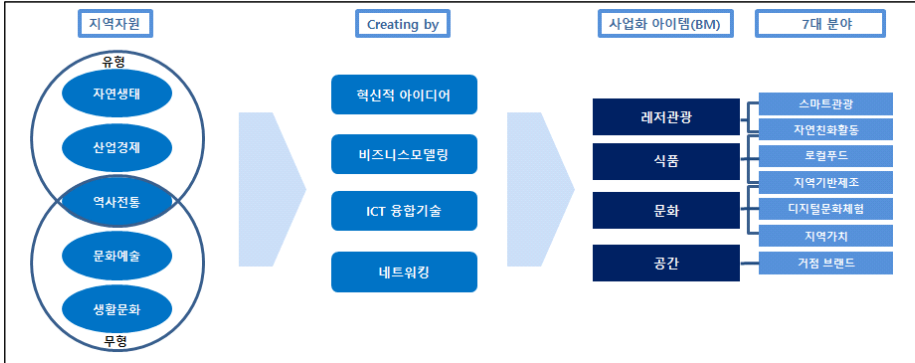 지역자원
Creating by
사업화 아이템(BM)
7대 분야
유형
자연생태
산업경제
역사전통
문화예술
생활문화
무형
혁신적 아이디어
비즈니스모델링
ICT 융합기술
네트워킹
레저관광
식품
문화
공간
스마트관광
자연친화활동
로컬푸드
지역기반제조
디지털문화체험
지역가치
거점 브랜드